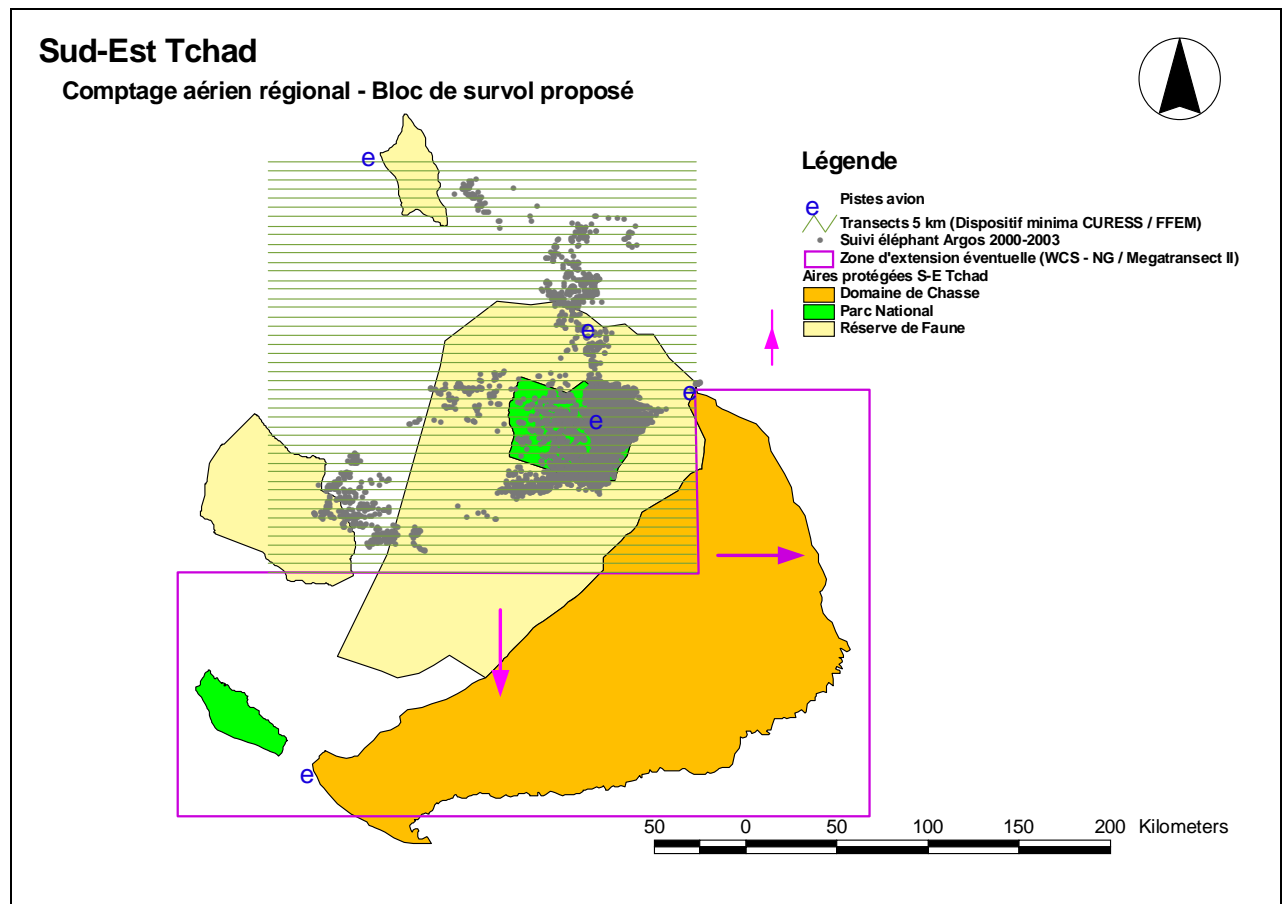 Sud-Est Tchad
Comptage aérien régional - Bloc de survol proposé
e
e
e
e
e
Légende
e Pistes avion
Transects 5 km (Dispositif minima CURESS / FFEM)
Suivi éléphant Argos 2000-2003
Zone d'extension éventuelle (WCS - NG / Megatransect II)
Aires protégées S-E Tchad
Domaine de Chasse
Parc National
Réserve de Faune
50 0 50 100 150 200 Kilometers